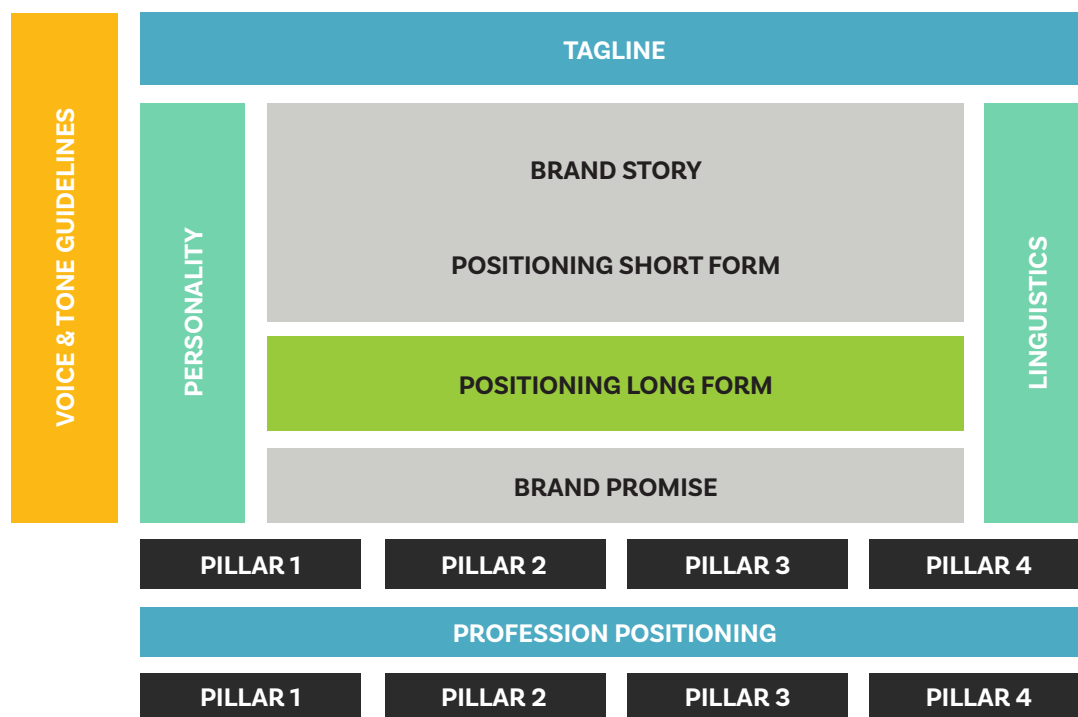 VOICE & TONE GUIDELINES
TAGLINE
PERSONALITY
BRAND STORY
POSITIONING SHORT FORM
POSITIONING LONG FORM
BRAND PROMISE
LINGUISTICS
PILLAR 1
PILLAR 2
PILLAR 3
PILLAR 4
PROFESSION POSITIONING
PILLAR 1
PILLAR 2
PILLAR 3
PILLAR 4